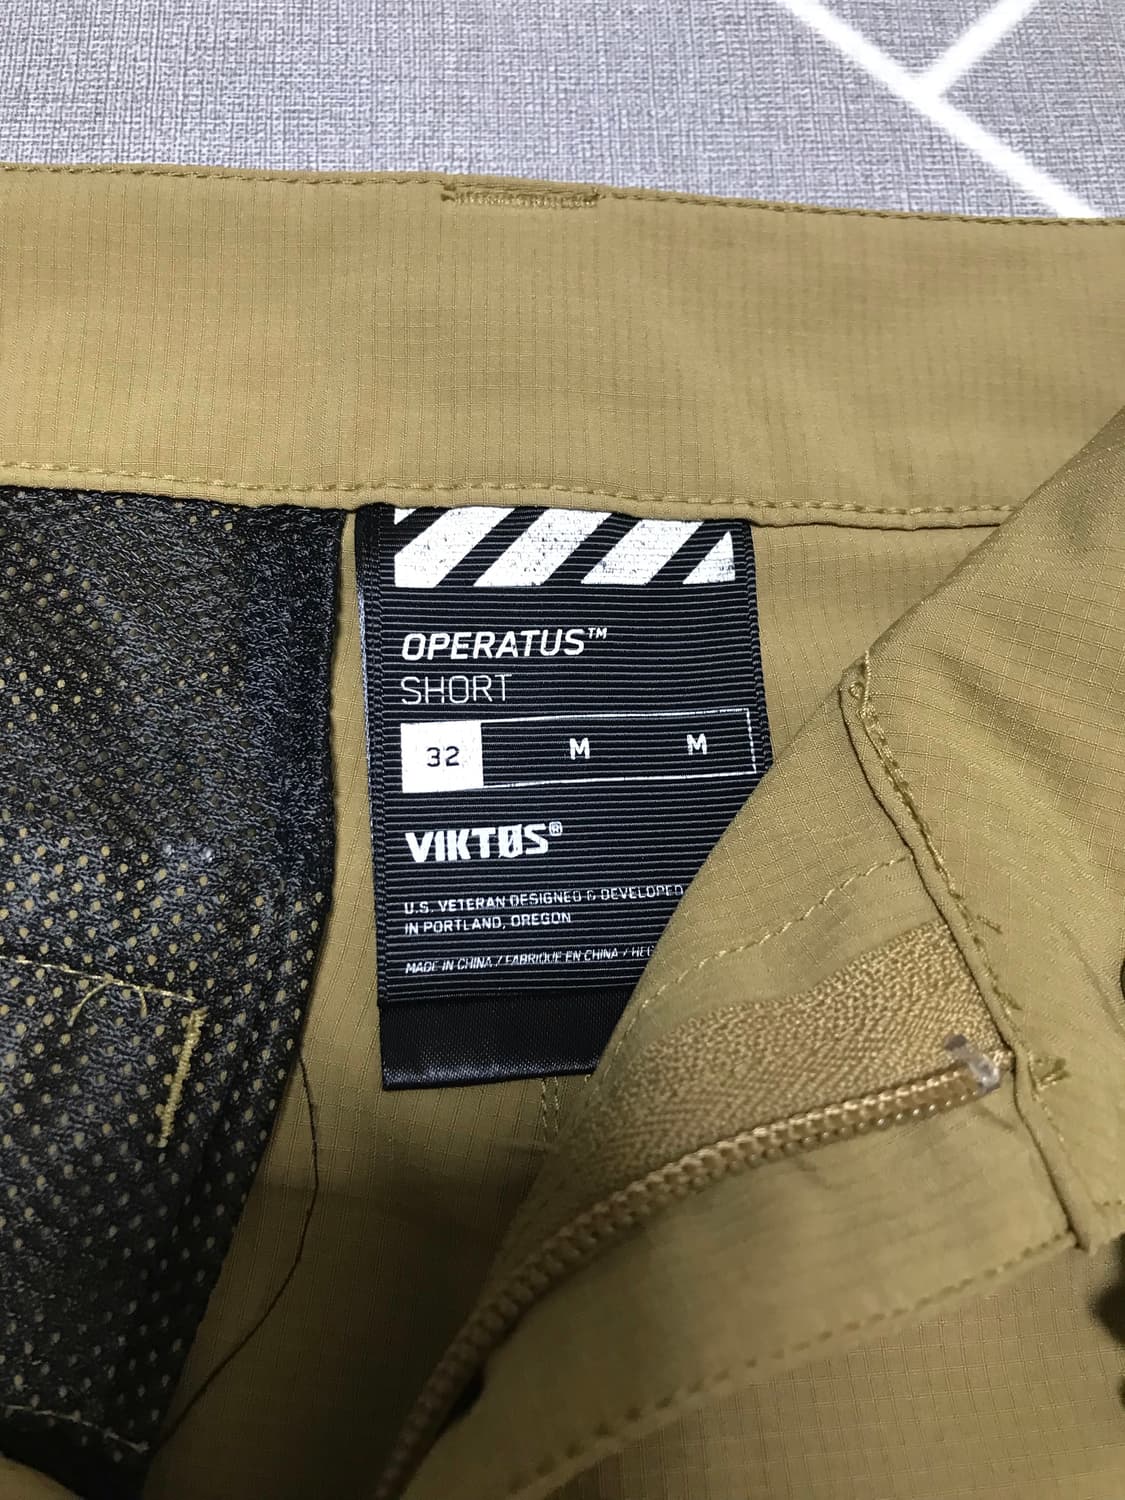 OPERATUS™
SHORT
32 M M
VIKTØS®
U.S. VETERAN DESIGNED & DEVELOPED
IN PORTLAND, OREGON
MADE IN CHINA / FABRIQUÉ EN CHINA /